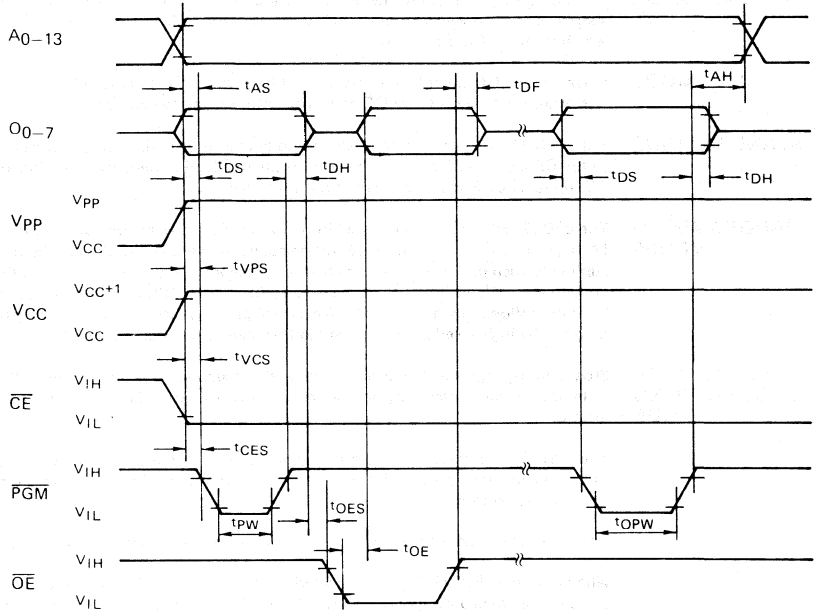 A0–13
tAS
tDF
tAH
O0–7
tDS
tDH
tDS
tDH
VPP
VPP
VCC
tVPS
VCC+1
VCC
VCC
tVCS
VIH
CE
VIL
tCES
VIH
PGM
VIL
tPW
tOES
tOPW
tOE
VIH
OE
VIL